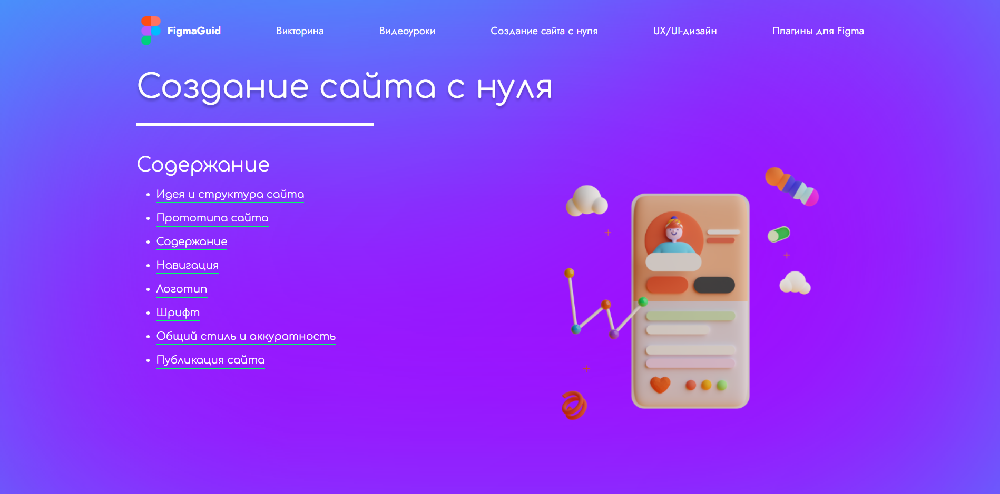 FigmaGuid Викторина Видеоуроки Создание сайта с нуля UX/UI-дизайн Плагины для Figma
Создание сайта с нуля
Содержание
Идея и структура сайта
Прототипа сайта
Содержание
Навигация
Логотип
Шрифт
Общий стиль и аккуратность
Публикация сайта